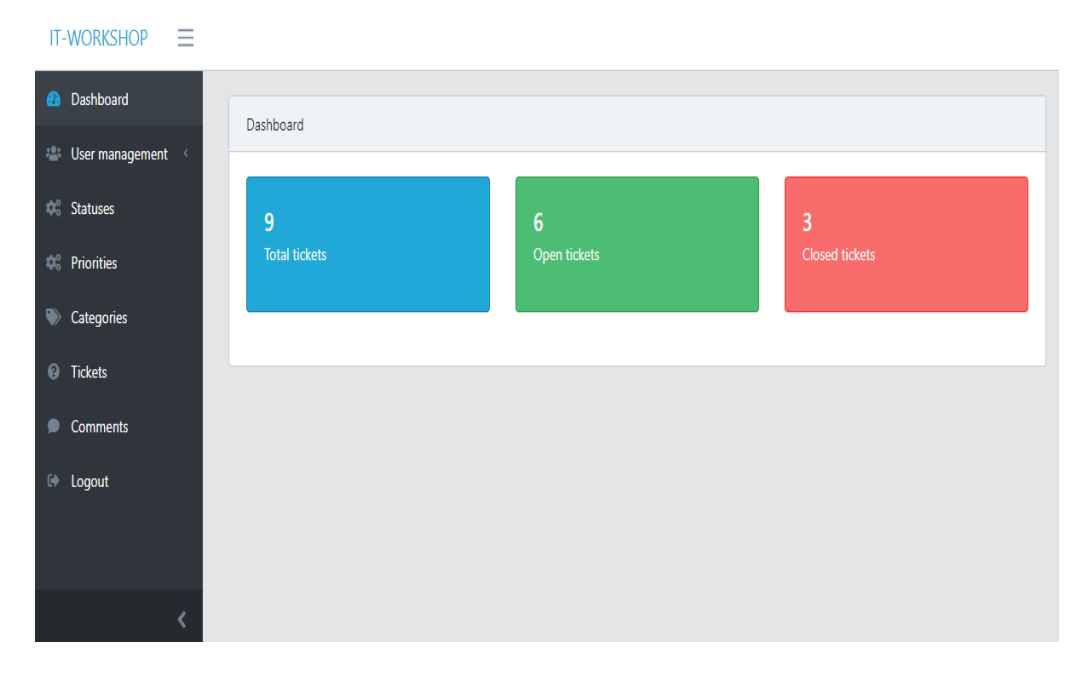 IT-WORKSHOP
Dashboard
User management
Statuses
Priorities
Categories
Tickets
Comments
Logout
Dashboard
9
Total tickets
6
Open tickets
3
Closed tickets